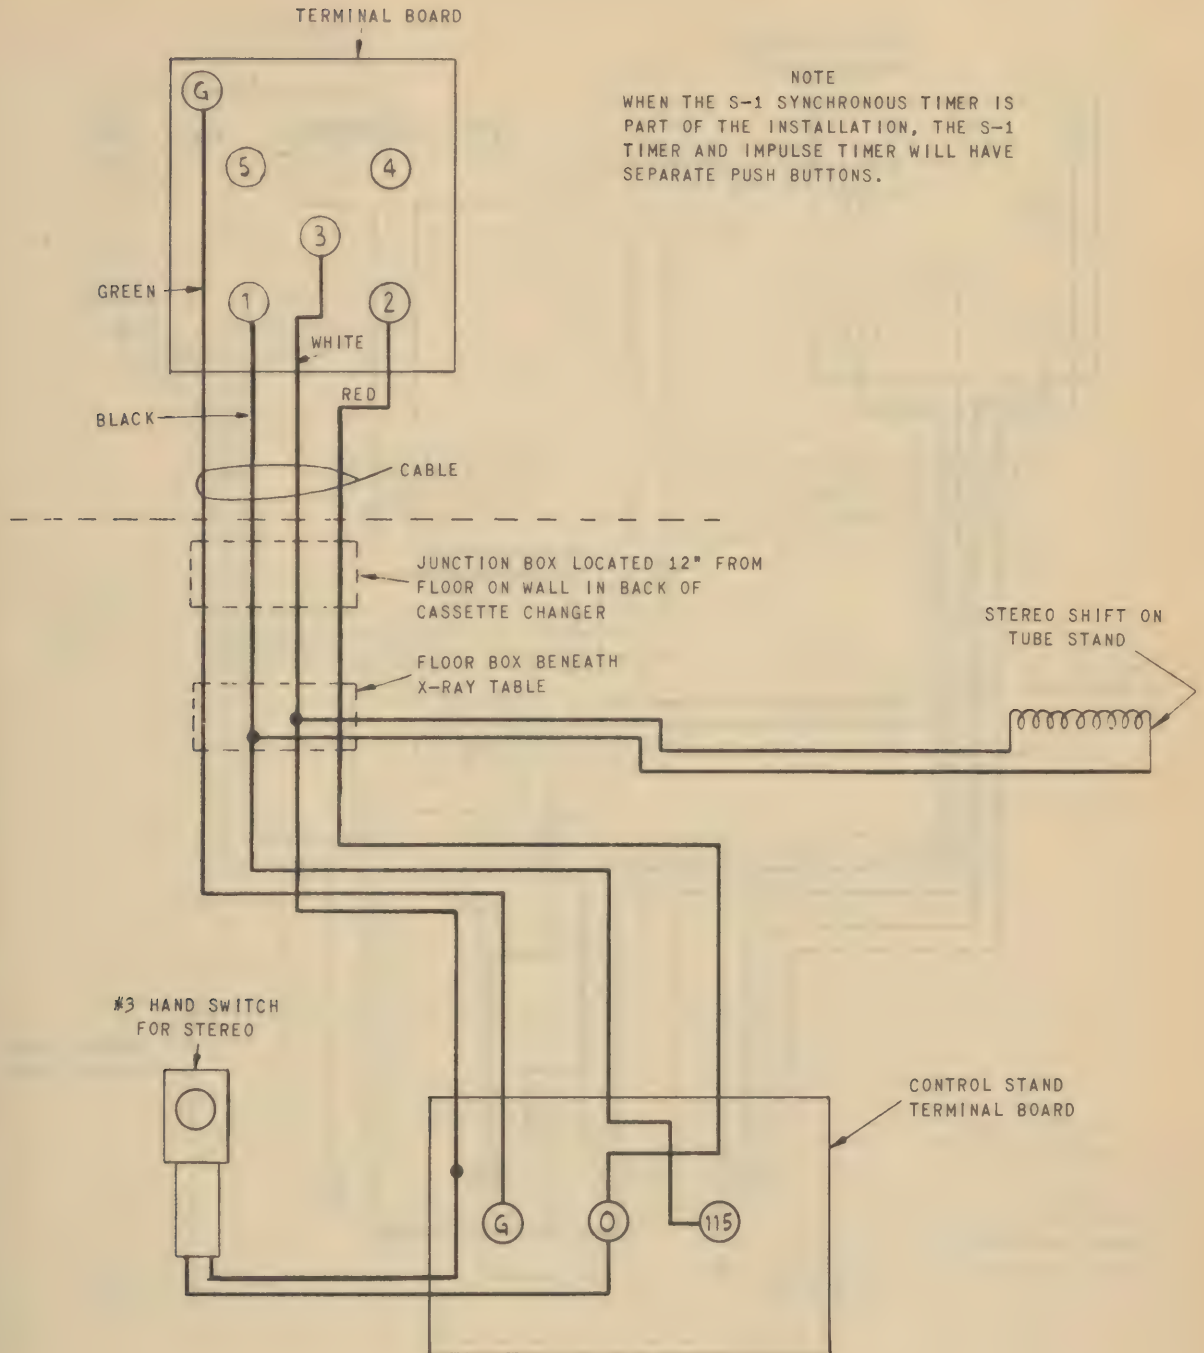 TERMINAL BOARD
NOTE
WHEN THE S-1 SYNCHRONOUS TIMER IS
PART OF THE INSTALLATION, THE S-1
TIMER AND IMPULSE TIMER WILL HAVE
SEPARATE PUSH BUTTONS.
G
5
4
3
GREEN
1
2
WHITE
RED
BLACK
CABLE
JUNCTION BOX LOCATED 12" FROM
FLOOR ON WALL IN BACK OF
CASSETTE CHANGER
STEREO SHIFT ON
TUBE STAND
FLOOR BOX BENEATH
X-RAY TABLE
#3 HAND SWITCH
FOR STEREO
CONTROL STAND
TERMINAL BOARD
G
0
115